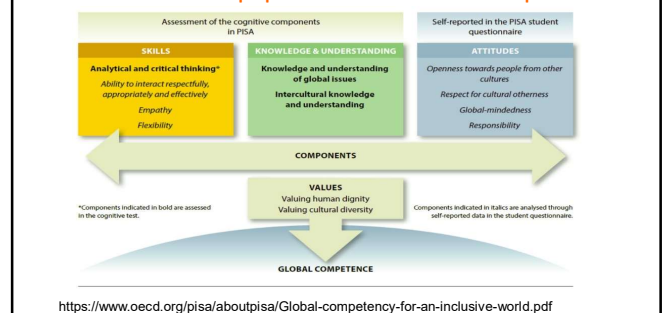 Assessment of the cognitive components
in PISA
Self-reported in the PISA student
questionnaire
SKILLS
Analytical and critical thinking*
Ability to interact respectfully,
appropriately and effectively
Empathy
Flexibility
KNOWLEDGE & UNDERSTANDING
Knowledge and understanding
of global issues
Intercultural knowledge
and understanding
ATTITUDES
Openness towards people from other
cultures
Respect for cultural otherness
Global-mindedness
Responsibility
COMPONENTS
VALUES
Valuing human dignity
Valuing cultural diversity
*Components indicated in bold are assessed
in the cognitive test.
Components indicated in italics are analysed through
self-reported data in the student questionnaire.
GLOBAL COMPETENCE
https://www.oecd.org/pisa/aboutpisa/Global-competency-for-an-inclusive-world.pdf